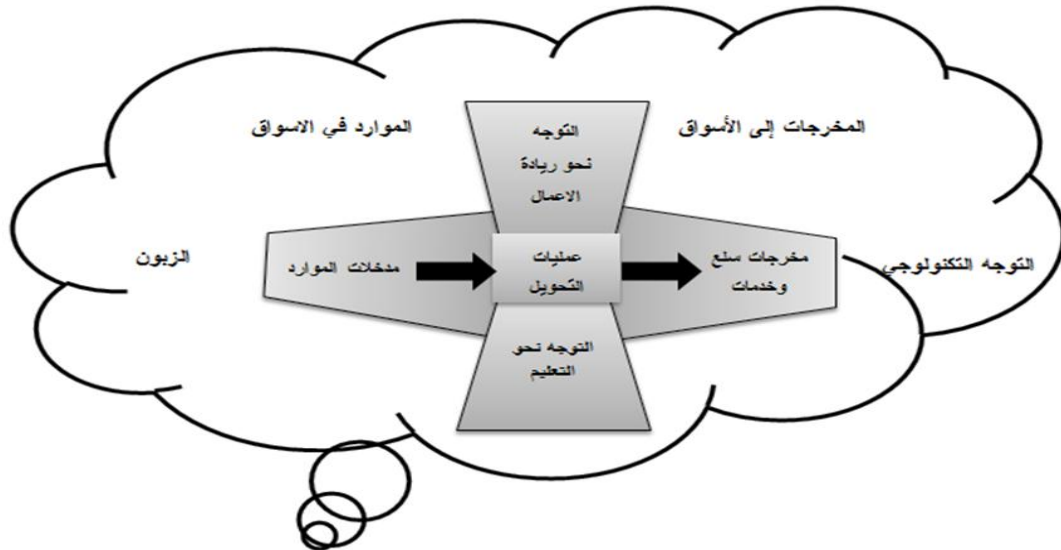 المخرجات إلى الأسواق
الموارد في الاسواق
التوجه
نحو ريادة
الاعمال
التوجه التكنولوجي
مخرجات سلع
وخدمات
عمليات
التحويل
مدخلات الموارد
الزبون
التوجه نحو
التعليم